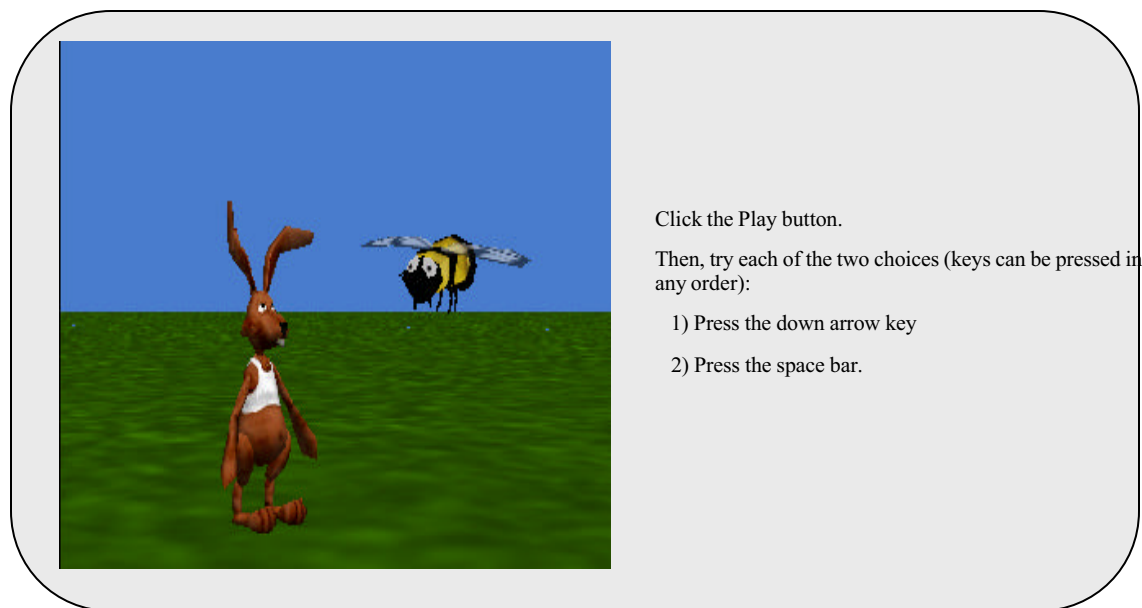 Click the Play button.
Then, try each of the two choices (keys can be pressed in
any order):
1) Press the down arrow key
2) Press the space bar.